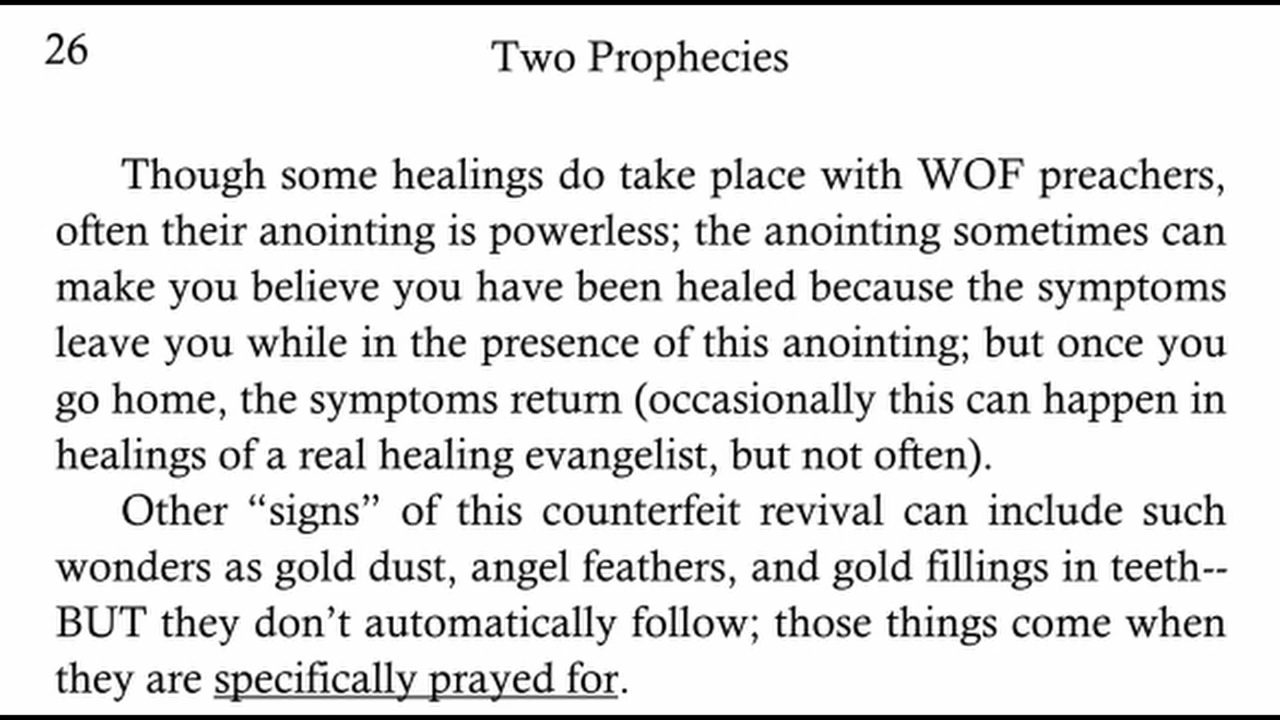 26
Two Prophecies
Though some healings do take place with WOF preachers,
often their anointing is powerless; the anointing sometimes can
make you believe you have been healed because the symptoms
leave you while in the presence of this anointing; but once you
go home, the symptoms return (occasionally this can happen in
healings of a real healing evangelist, but not often).
Other “signs” of this counterfeit revival can include such
wonders as gold dust, angel feathers, and gold fillings in teeth--
BUT they don’t automatically follow; those things come when
they are specifically prayed for.